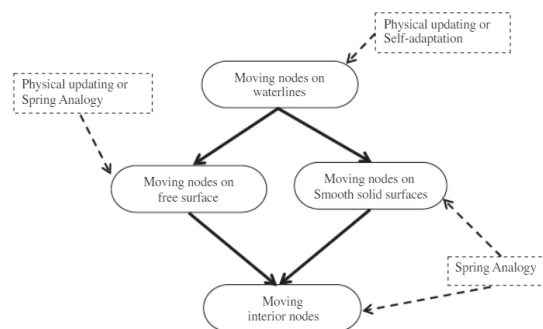 Physical updating or
Self-adaptation
Moving nodes on
waterlines
Physical updating or
Spring Analogy
Moving nodes on
free surface
Moving nodes on
Smooth solid surfaces
Spring Analogy
Moving
interior nodes